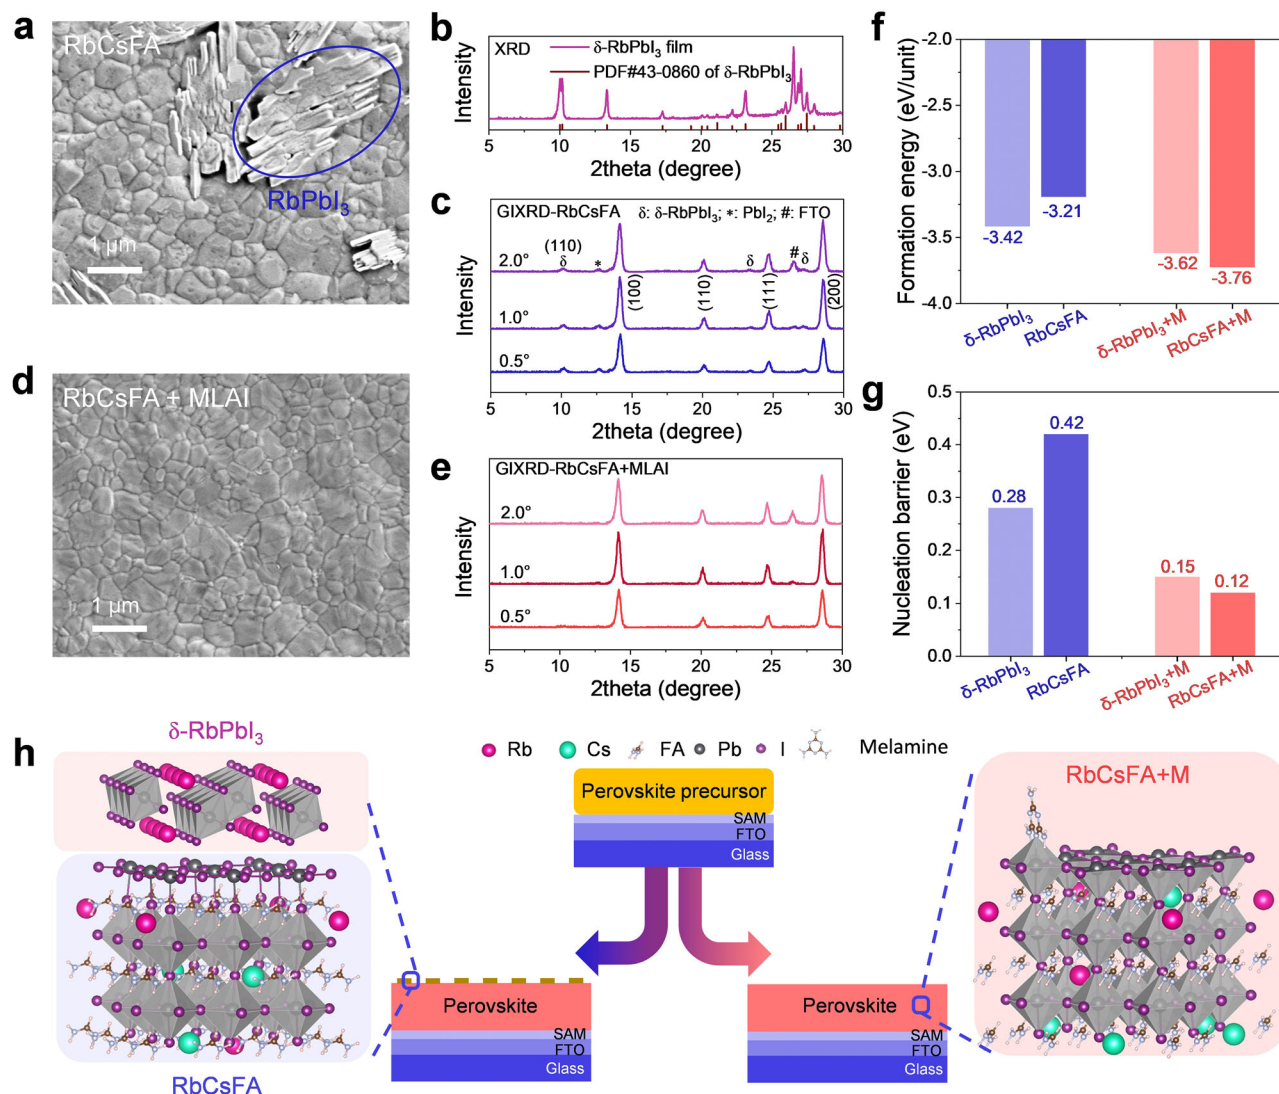 a
RbCsFA
RbPbI₃
1 μm
b
XRD
δ-RbPbI₃ film
PDF#43-0860 of δ-RbPbI₃
Intensity
5 10 15 20 25 30
2theta (degree)
c
GIXRD-RbCsFA
δ: δ-RbPbI₃; *: PbI₂; #: FTO
(110)
δ * δ # δ
2.0°
(100) (110) (111) (200)
1.0°
0.5°
Intensity
5 10 15 20 25 30
2theta (degree)
d
RbCsFA + MLAI
1 μm
e
GIXRD-RbCsFA+MLAI
2.0°
1.0°
0.5°
Intensity
5 10 15 20 25 30
2theta (degree)
f
Formation energy (eV/unit)
-2.0
-2.5
-3.0
-3.5
-4.0
-3.42
-3.21
-3.62
-3.76
δ-RbPbI₃
RbCsFA
δ-RbPbI₃+M
RbCsFA+M
g
Nucleation barrier (eV)
0.5
0.4
0.3
0.2
0.1
0.0
0.28
0.42
0.15
0.12
δ-RbPbI₃
RbCsFA
δ-RbPbI₃+M
RbCsFA+M
h
δ-RbPbI₃
RbCsFA
Rb Cs FA Pb I Melamine
Perovskite precursor
SAM
FTO
Glass
Perovskite
SAM
FTO
Glass
Perovskite
SAM
FTO
Glass
RbCsFA+M